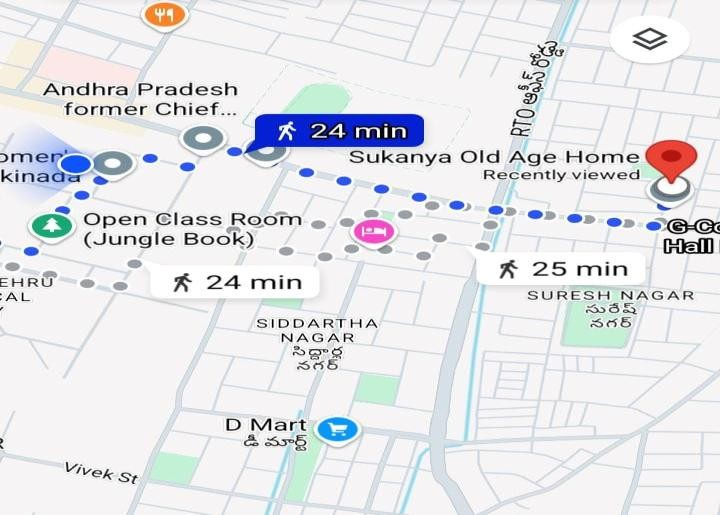 Andhra Pradesh
former Chief...
24 min
RTO ఆఫీస్ రోడ్డు
Sukanya Old Age Home
Recently viewed
omen's
kinada
Open Class Room
(Jungle Book)
G-Co
Hall
24 min
25 min
EHRU
CAL
Y
SURESH NAGAR
సురేష్
నగర్
SIDDARTHA
NAGAR
సిద్దార్థ
నగర్
D Mart
డీ మార్ట్
R
Vivek St